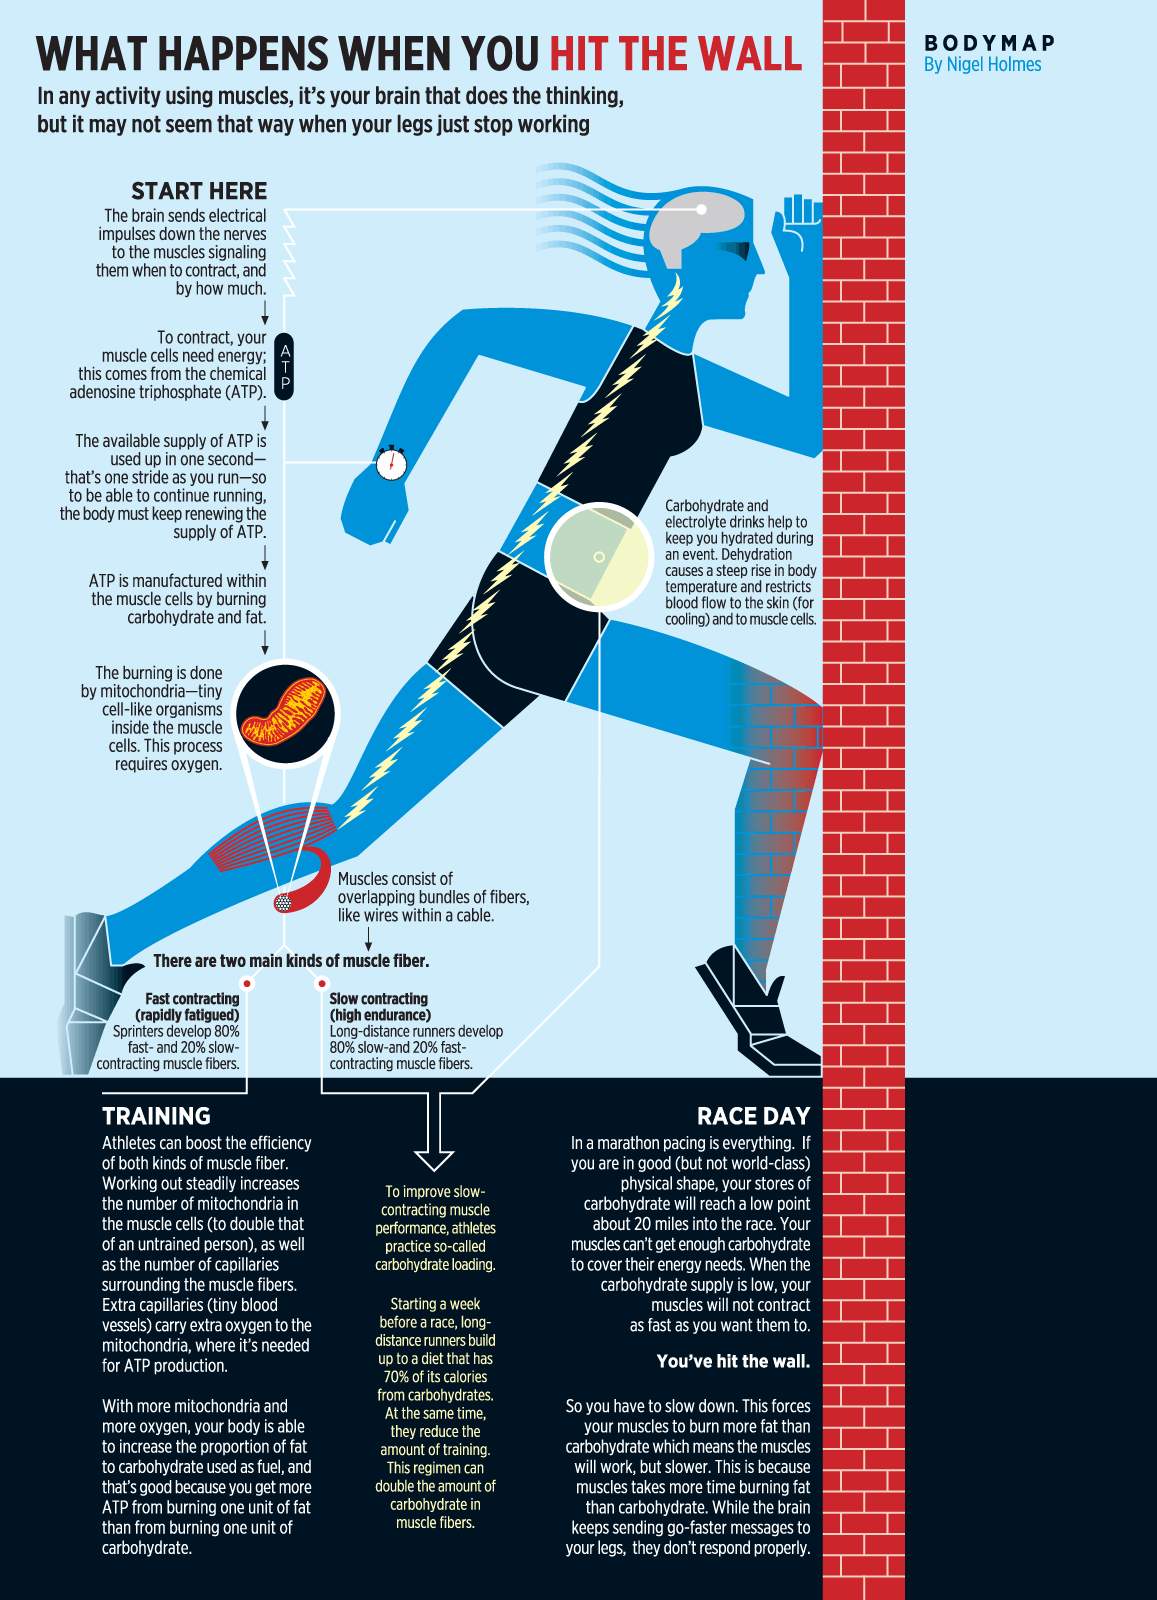 WHAT HAPPENS WHEN YOU HIT THE WALL
In any activity using muscles, it's your brain that does the thinking,
but it may not seem that way when your legs just stop working
BODYMAP
By Nigel Holmes
START HERE
The brain sends electrical
impulses down the nerves
to the muscles signaling
them when to contract, and
by how much.
To contract, your
muscle cells need energy;
this comes from the chemical
adenosine triphosphate (ATP).
A
T
P
The available supply of ATP is
used up in one second—
that's one stride as you run—so
to be able to continue running,
the body must keep renewing the
supply of ATP.
ATP is manufactured within
the muscle cells by burning
carbohydrate and fat.
The burning is done
by mitochondria—tiny
cell-like organisms
inside the muscle
cells. This process
requires oxygen.
Carbohydrate and
electrolyte drinks help to
keep you hydrated during
an event. Dehydration
causes a steep rise in body
temperature and restricts
blood flow to the skin (for
cooling) and to muscle cells.
Muscles consist of
overlapping bundles of fibers,
like wires within a cable.
There are two main kinds of muscle fiber.
Fast contracting
(rapidly fatigued)
Sprinters develop 80%
fast- and 20% slow-
contracting muscle fibers.
Slow contracting
(high endurance)
Long-distance runners develop
80% slow-and 20% fast-
contracting muscle fibers.
TRAINING
Athletes can boost the efficiency
of both kinds of muscle fiber.
Working out steadily increases
the number of mitochondria in
the muscle cells (to double that
of an untrained person), as well
as the number of capillaries
surrounding the muscle fibers.
Extra capillaries (tiny blood
vessels) carry extra oxygen to the
mitochondria, where it's needed
for ATP production.
With more mitochondria and
more oxygen, your body is able
to increase the proportion of fat
to carbohydrate used as fuel, and
that's good because you get more
ATP from burning one unit of fat
than from burning one unit of
carbohydrate.
To improve slow-
contracting muscle
performance, athletes
practice so-called
carbohydrate loading.
Starting a week
before a race, long-
distance runners build
up to a diet that has
70% of its calories
from carbohydrates.
At the same time,
they reduce the
amount of training.
This regimen can
double the amount of
carbohydrate in
muscle fibers.
RACE DAY
In a marathon pacing is everything. If
you are in good (but not world-class)
physical shape, your stores of
carbohydrate will reach a low point
about 20 miles into the race. Your
muscles can't get enough carbohydrate
to cover their energy needs. When the
carbohydrate supply is low, your
muscles will not contract
as fast as you want them to.
You've hit the wall.
So you have to slow down. This forces
your muscles to burn more fat than
carbohydrate which means the muscles
will work, but slower. This is because
muscles takes more time burning fat
than carbohydrate. While the brain
keeps sending go-faster messages to
your legs, they don't respond properly.